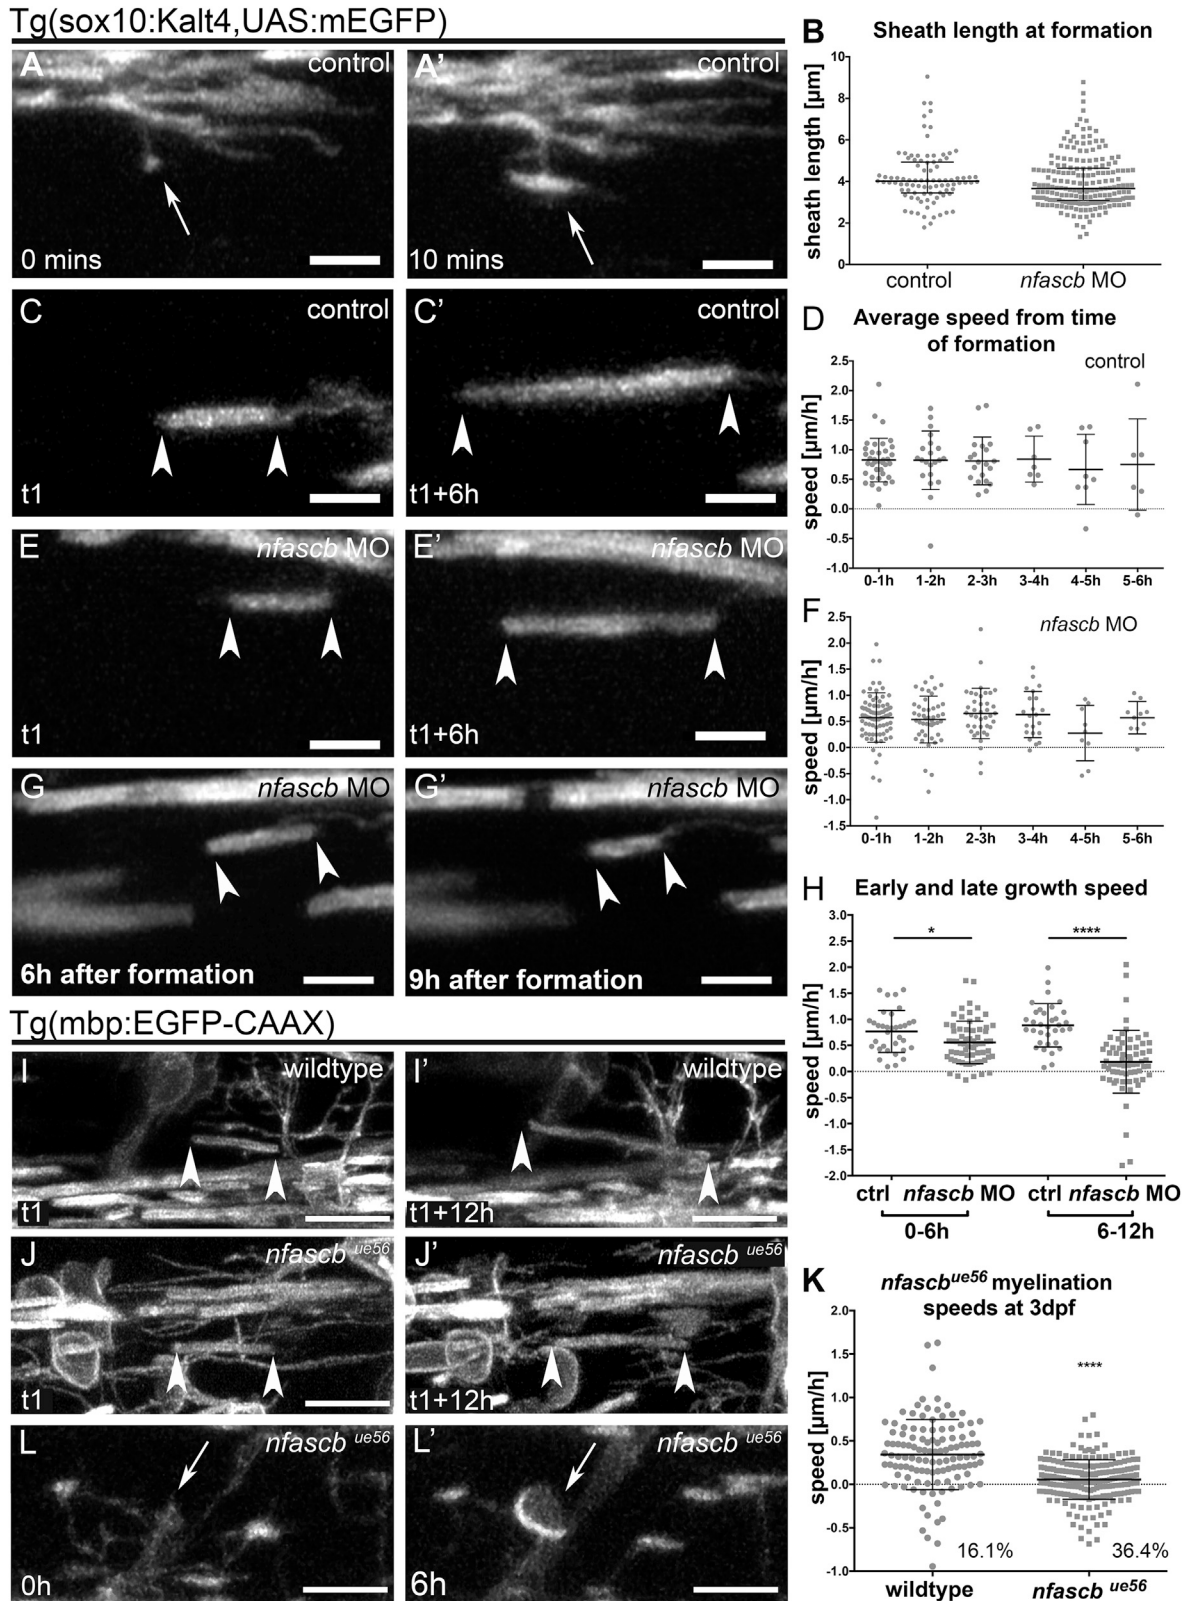 Tg(sox10:Kalt4,UAS:mEGFP)
A
control
0 mins
A'
control
10 mins
B
Sheath length at formation
sheath length [µm]
10
8
6
4
2
0
control
nfascb MO
C
control
t1
C'
control
t1+6h
D
Average speed from time
of formation
control
speed [µm/h]
2.5
2.0
1.5
1.0
0.5
0.0
-0.5
-1.0
0-1h 1-2h 2-3h 3-4h 4-5h 5-6h
E
nfascb MO
t1
E'
nfascb MO
t1+6h
F
nfascb MO
speed [µm/h]
2.5
2.0
1.5
1.0
0.5
0.0
-0.5
-1.0
-1.5
0-1h 1-2h 2-3h 3-4h 4-5h 5-6h
G
nfascb MO
6h after formation
G'
nfascb MO
9h after formation
H
Early and late growth speed
speed [µm/h]
3.0
2.5
2.0
1.5
1.0
0.5
0.0
-0.5
-1.0
-1.5
-2.0
*
****
ctrl nfascb MO ctrl nfascb MO
0-6h 6-12h
Tg(mbp:EGFP-CAAX)
I
wildtype
t1
I'
wildtype
t1+12h
J
nfascb ue56
t1
J'
nfascb ue56
t1+12h
K
nfascbue56 myelination
speeds at 3dpf
speed [µm/h]
2.0
1.5
1.0
0.5
0.0
-0.5
-1.0
****
16.1%
36.4%
wildtype
nfascb ue56
L
nfascb ue56
0h
L'
nfascb ue56
6h